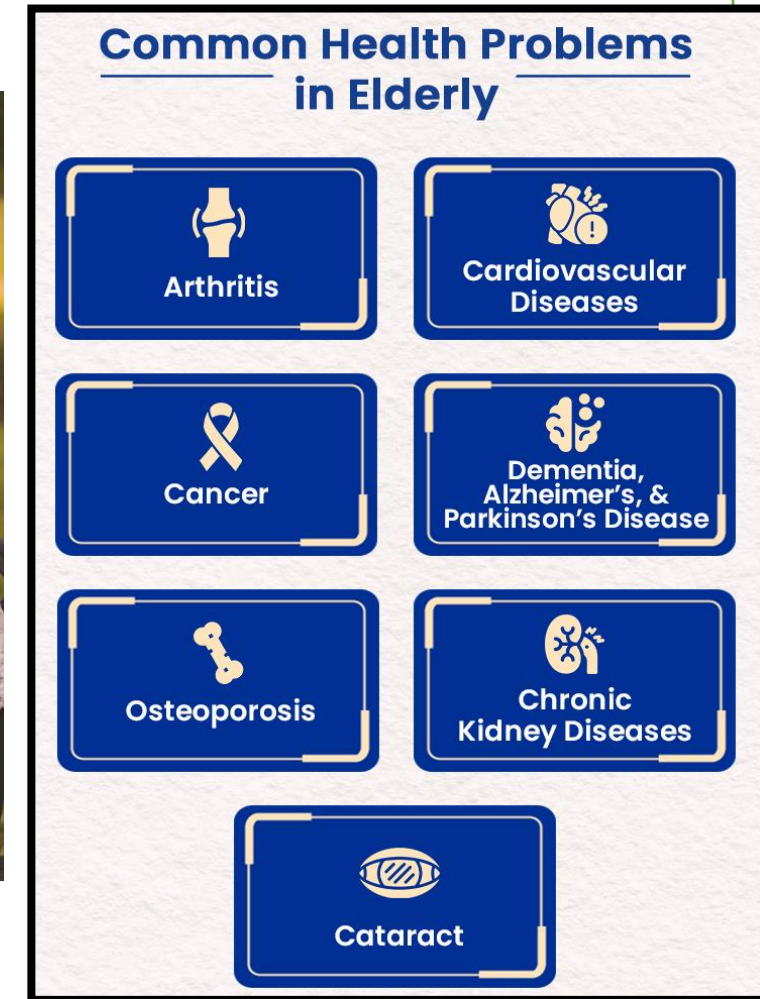 Common Health Problems
in Elderly
Arthritis
Cardiovascular
Diseases
Cancer
Dementia,
Alzheimer's, &
Parkinson's Disease
Osteoporosis
Chronic
Kidney Diseases
Cataract